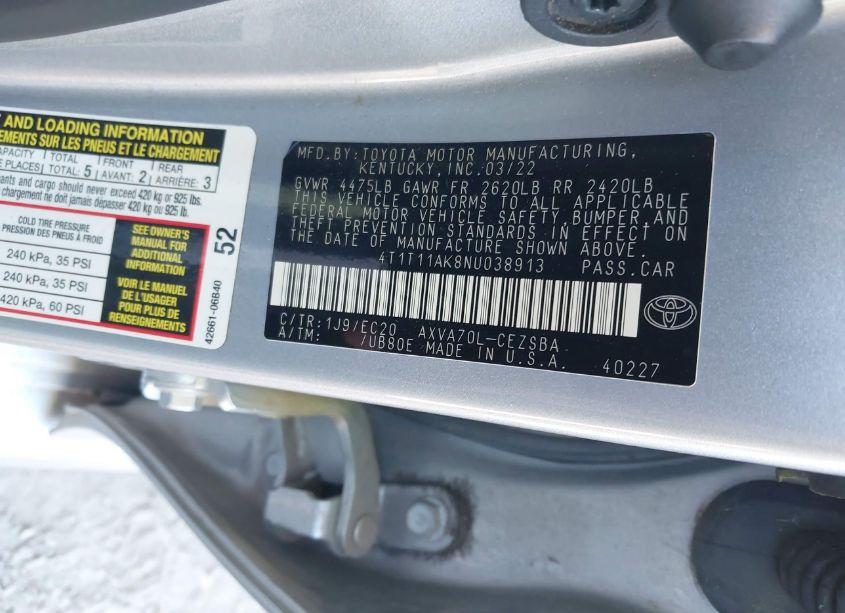 AND LOADING INFORMATION
SUR LES PNEUS ET LE CHARGEMENT
TOTAL FRONT REAR
TOTAL: 5 AVANT: 2 ARRIÈRE: 3
and cargo should never exceed 420 kg or 925 lbs.
chargement ne doit jamais dépasser 420 kg ou 925 lb.
COLD TIRE PRESSURE
PRESSION DES PNEUS À FROID
240 kPa, 35 PSI
240 kPa, 35 PSI
420 kPa, 60 PSI
SEE OWNER'S
MANUAL FOR
ADDITIONAL
INFORMATION
VOIR LE MANUEL
DE L'USAGER
POUR PLUS DE
RENSEIGNEMENTS
52
42661-06B40
MFD.BY:TOYOTA MOTOR MANUFACTURING,
KENTUCKY,INC.03/22
GVWR 4475LB GAWR FR 2620LB RR 2420LB
THIS VEHICLE CONFORMS TO ALL APPLICABLE
FEDERAL MOTOR VEHICLE SAFETY,BUMPER,AND
THEFT PREVENTION STANDARDS IN EFFECT ON
THE DATE OF MANUFACTURE SHOWN ABOVE.
4T1T11AK8NU038913 PASS.CAR
C/TR:1J9/EC20 AXVA70L-CEZSBA
A/TM: /UB80E MADE IN U.S.A. 40227